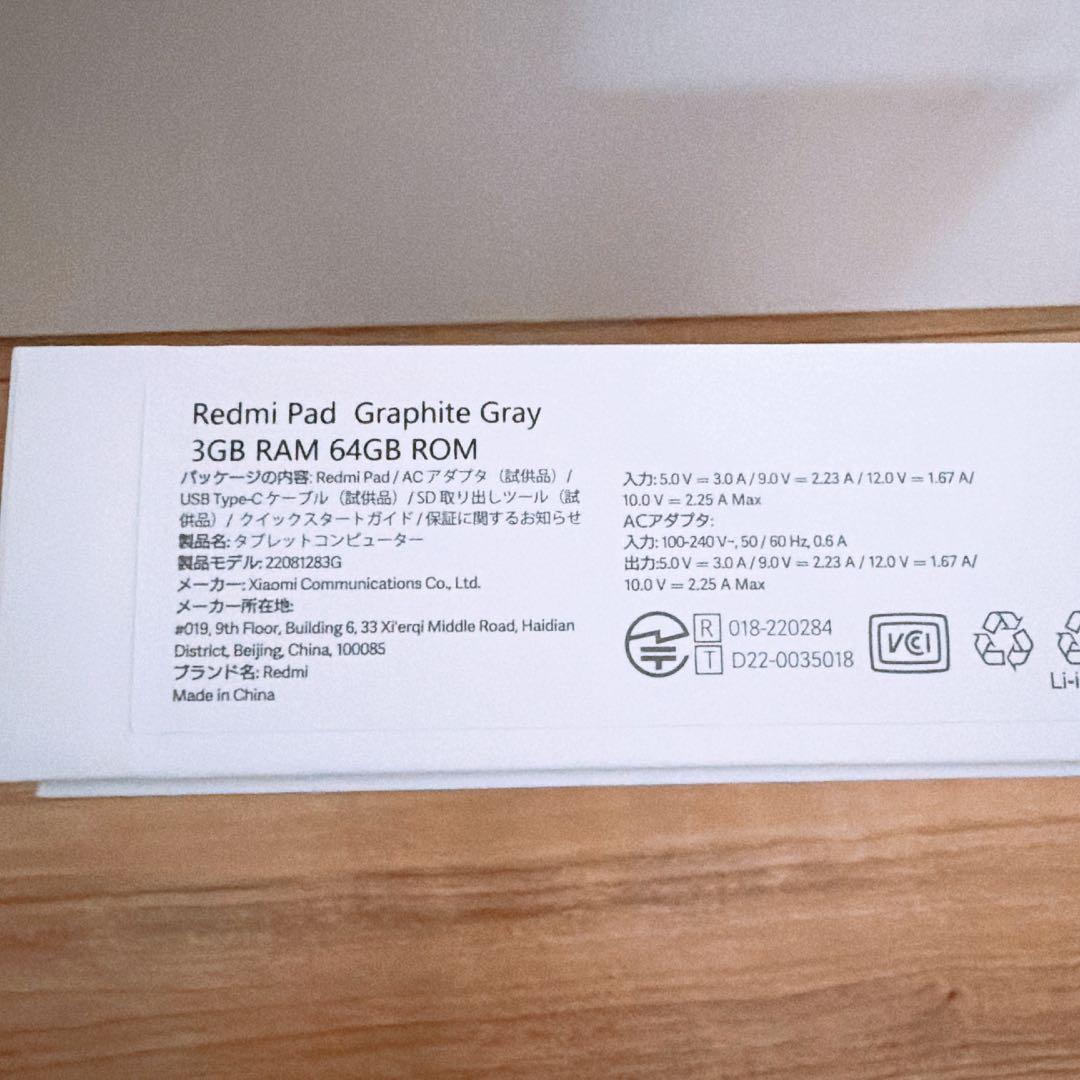 Redmi Pad Graphite Gray
3GB RAM 64GB ROM
パッケージの内容: Redmi Pad / AC アダプタ（試供品）/
USB Type-C ケーブル（試供品）/ SD 取り出しツール（試
供品）/ クイックスタートガイド / 保証に関するお知らせ
製品名: タブレットコンピューター
製品モデル: 22081283G
メーカー: Xiaomi Communications Co., Ltd.
メーカー所在地:
#019, 9th Floor, Building 6, 33 Xi'erqi Middle Road, Haidian
District, Beijing, China, 100085
ブランド名: Redmi
Made in China
入力: 5.0 V ⎓ 3.0 A / 9.0 V ⎓ 2.23 A / 12.0 V ⎓ 1.67 A/
10.0 V ⎓ 2.25 A Max
ACアダプタ:
入力: 100-240 V~, 50 / 60 Hz, 0.6 A
出力:5.0 V ⎓ 3.0 A / 9.0 V ⎓ 2.23 A / 12.0 V ⎓ 1.67 A/
10.0 V ⎓ 2.25 A Max
R 018-220284
T D22-0035018
VCCI
Li-i